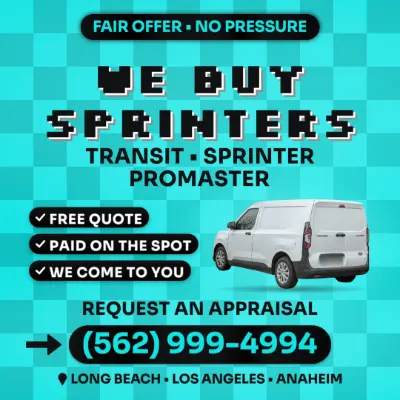 FAIR OFFER • NO PRESSURE
WE BUY
SPRINTERS
TRANSIT • SPRINTER
PROMASTER
✓ FREE QUOTE
✓ PAID ON THE SPOT
✓ WE COME TO YOU
REQUEST AN APPRAISAL
→ (562) 999-4994
LONG BEACH • LOS ANGELES • ANAHEIM